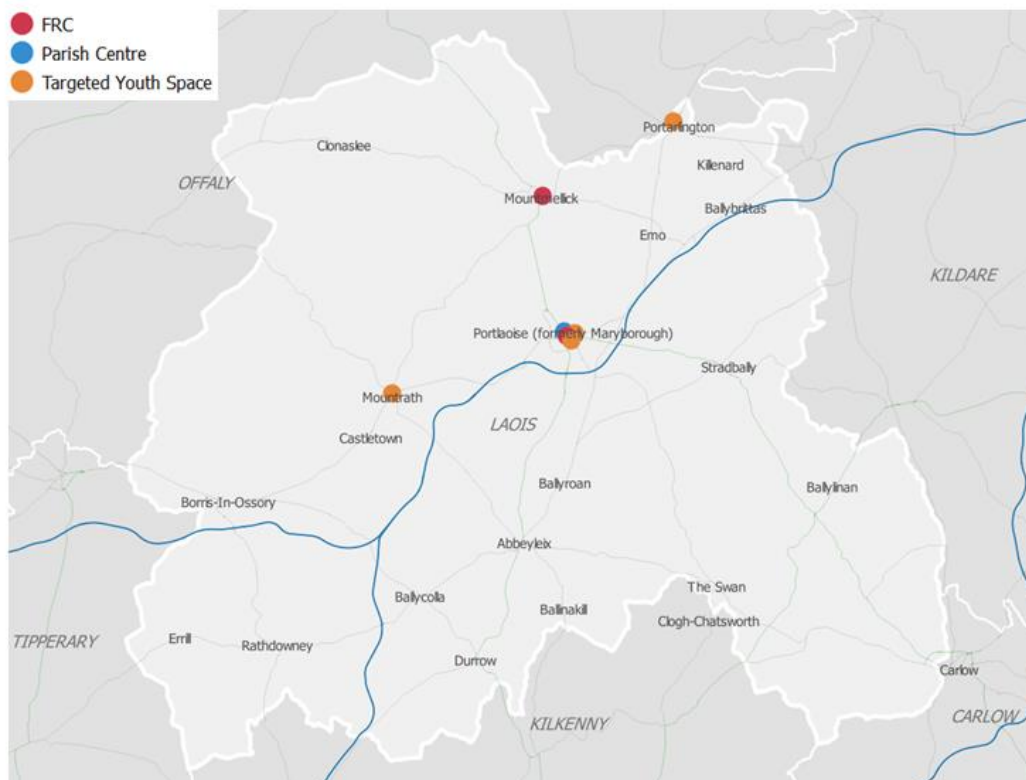 FRC
Parish Centre
Targeted Youth Space
Portarlington
Clonaslee
Killenard
OFFALY
Mountmellick
Ballybrittas
Emo
KILDARE
Portlaoise (formerly Maryborough)
Stradbally
Mountrath
LAOIS
Castletown
Ballyroan
Ballylinan
Borris-In-Ossory
Abbeyleix
The Swan
Ballycolla
Ballinakill
Clogh-Chatsworth
TIPPERARY
Errill
Rathdowney
Durrow
Carlow
KILKENNY
CARLOW